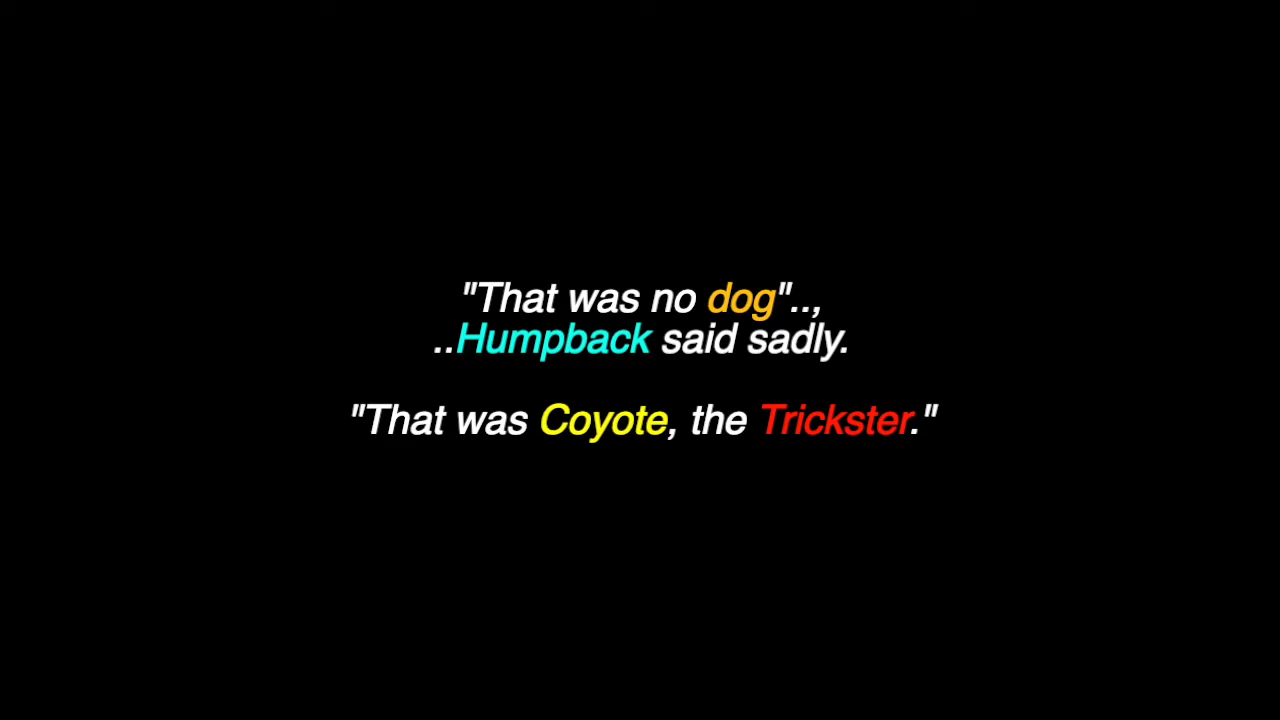 "That was no dog"..,
..Humpback said sadly.
"That was Coyote, the Trickster."